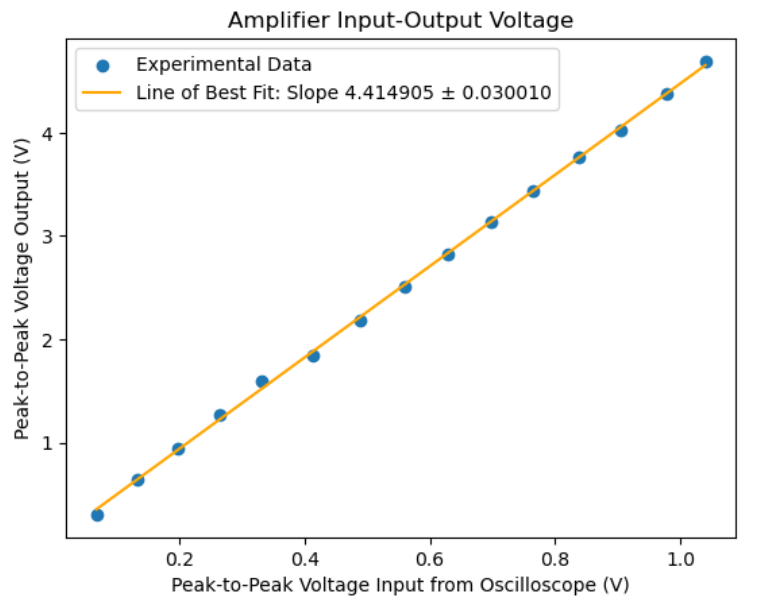 Amplifier Input-Output Voltage
Experimental Data
Line of Best Fit: Slope 4.414905 ± 0.030010
Peak-to-Peak Voltage Output (V)
4
3
2
1
0.2 0.4 0.6 0.8 1.0
Peak-to-Peak Voltage Input from Oscilloscope (V)